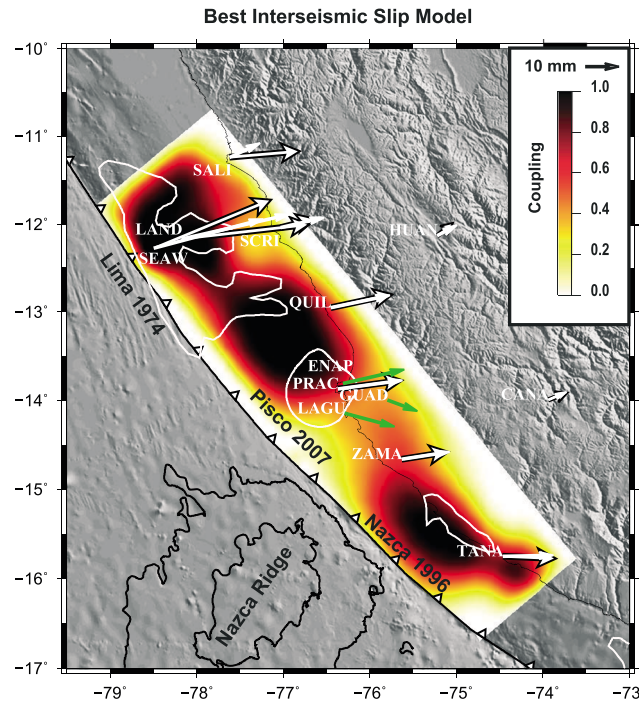 Best Interseismic Slip Model
−10˚
−11˚
−12˚
−13˚
−14˚
−15˚
−16˚
−17˚
10 mm
Coupling
1.0
0.8
0.6
0.4
0.2
0.0
SALI
LAND
SCRI
SEAW
HUAN
Lima 1974
QUIL
ENAP
PRAC
GUAD
LAGU
CANA
Pisco 2007
ZAMA
TANA
Nazca 1996
Nazca Ridge
−79˚ −78˚ −77˚ −76˚ −75˚ −74˚ −73˚